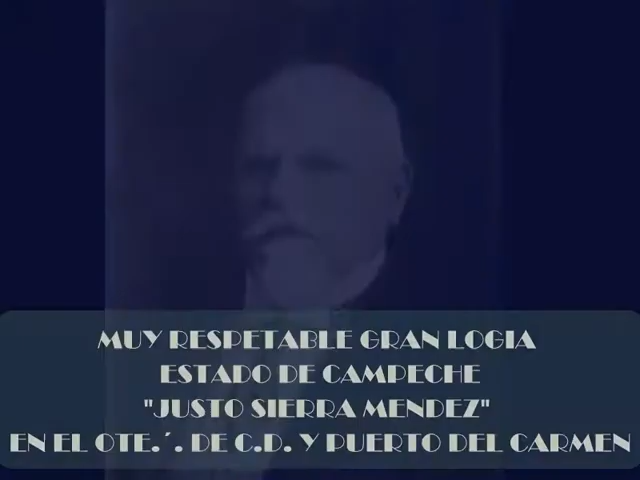 MUY RESPETABLE GRAN LOGIA
ESTADO DE CAMPECHE
"JUSTO SIERRA MENDEZ"
EN EL OTE.´. DE C.D. Y PUERTO DEL CARMEN